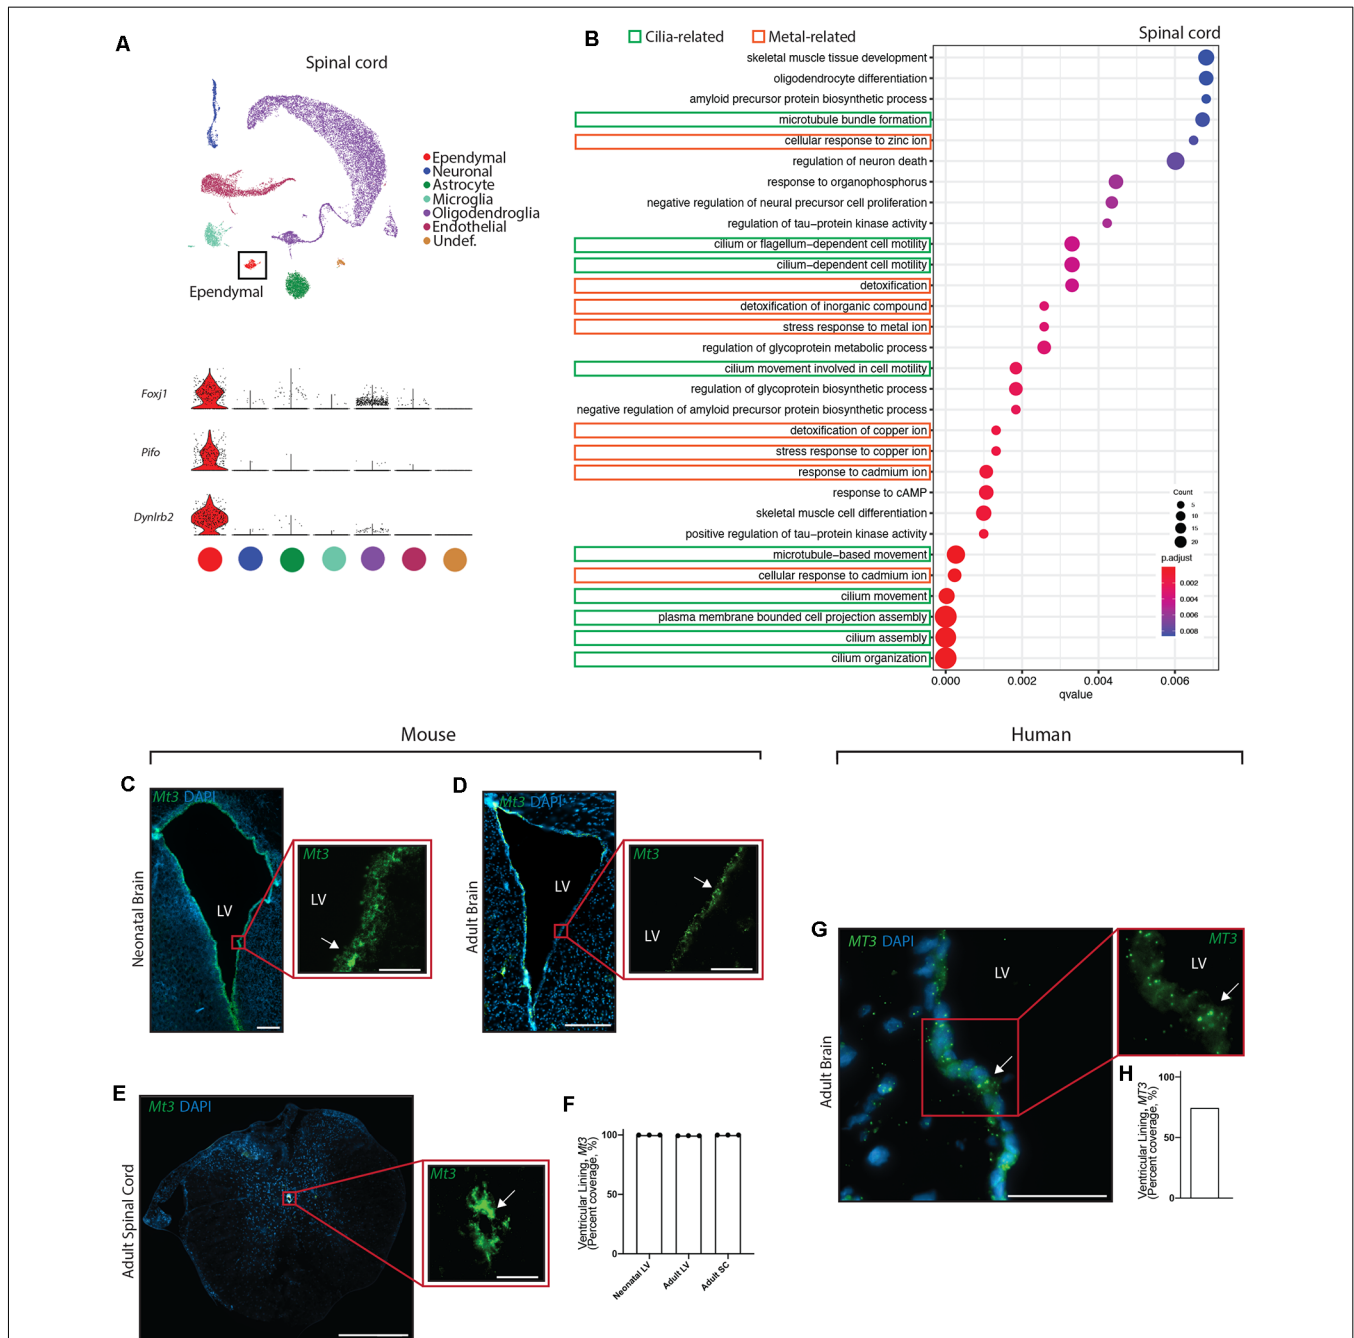 A
Spinal cord
Ependymal
Neuronal
Astrocyte
Microglia
Oligodendroglia
Endothelial
Undef.
Ependymal
Foxj1
Pifo
Dynlrb2
B
Cilia-related
Metal-related
Spinal cord
skeletal muscle tissue development
oligodendrocyte differentiation
amyloid precursor protein biosynthetic process
microtubule bundle formation
cellular response to zinc ion
regulation of neuron death
response to organophosphorus
negative regulation of neural precursor cell proliferation
regulation of tau−protein kinase activity
cilium or flagellum−dependent cell motility
cilium−dependent cell motility
detoxification
detoxification of inorganic compound
stress response to metal ion
regulation of glycoprotein metabolic process
cilium movement involved in cell motility
regulation of glycoprotein biosynthetic process
negative regulation of amyloid precursor protein biosynthetic process
detoxification of copper ion
stress response to copper ion
response to cadmium ion
response to cAMP
skeletal muscle cell differentiation
positive regulation of tau−protein kinase activity
microtubule−based movement
cellular response to cadmium ion
cilium movement
plasma membrane bounded cell projection assembly
cilium assembly
cilium organization
Count
5
10
15
20
p.adjust
0.002
0.004
0.006
0.008
0.000 0.002 0.004 0.006
qvalue
Mouse
Human
C
Mt3 DAPI
LV
Neonatal Brain
Mt3
LV
D
Mt3 DAPI
LV
Adult Brain
Mt3
LV
E
Mt3 DAPI
Adult Spinal Cord
Mt3
F
Ventricular Lining, Mt3
(Percent coverage, %)
100
50
0
Neonatal LV
Adult LV
Adult SC
G
MT3 DAPI
LV
Adult Brain
MT3
LV
H
Ventricular Lining, MT3
(Percent coverage, %)
100
50
0